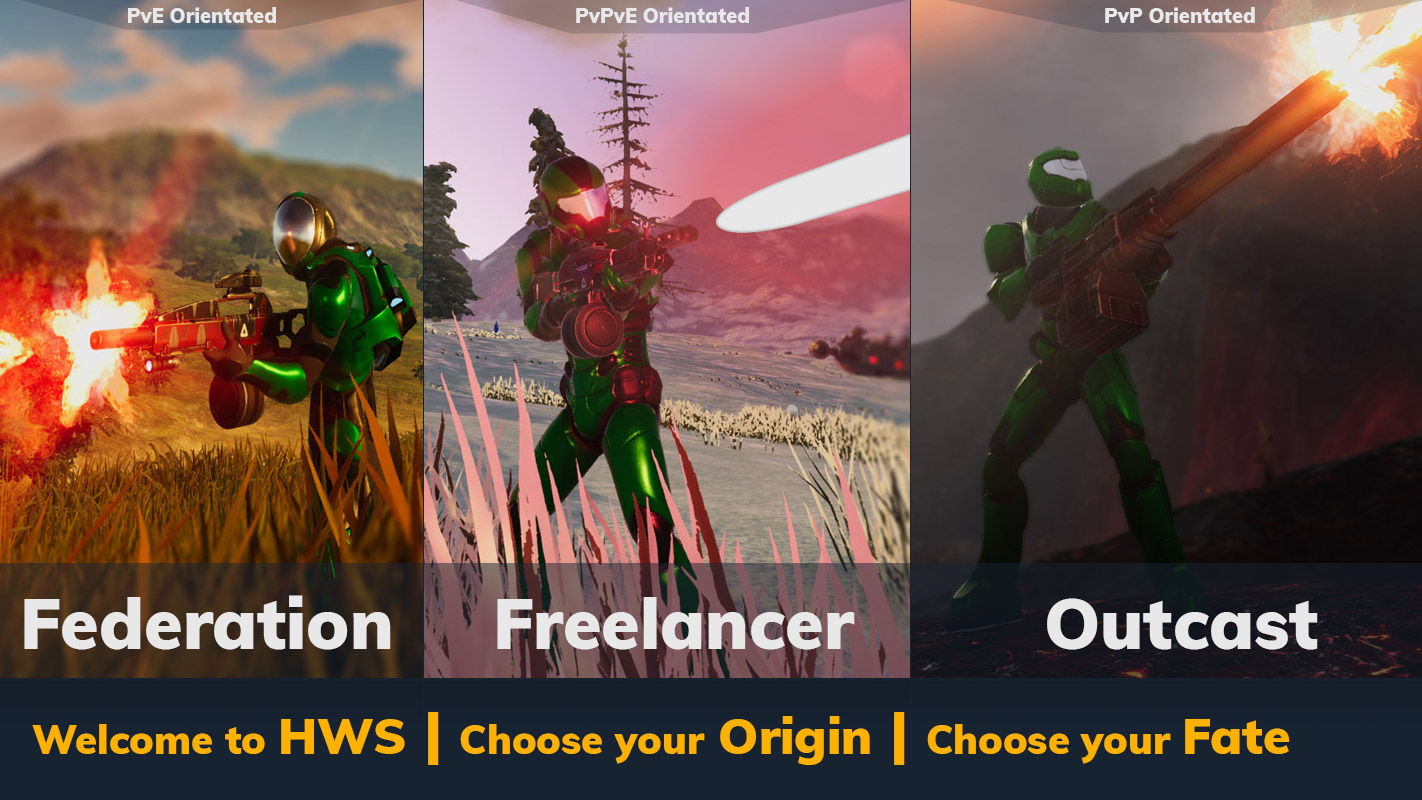 PvE Orientated
PvPvE Orientated
PvP Orientated
Federation
Freelancer
Outcast
Welcome to HWS | Choose your Origin | Choose your Fate